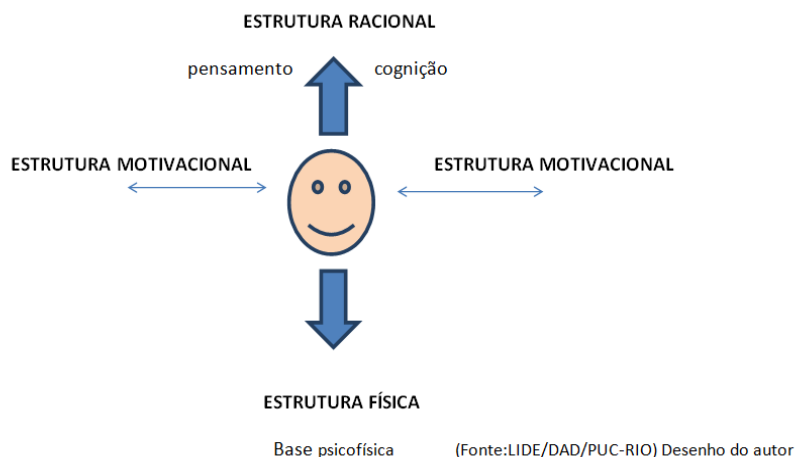 ESTRUTURA RACIONAL
pensamento cognição
ESTRUTURA MOTIVACIONAL ESTRUTURA MOTIVACIONAL
ESTRUTURA FÍSICA
Base psicofísica (Fonte:LIDE/DAD/PUC-RIO) Desenho do autor